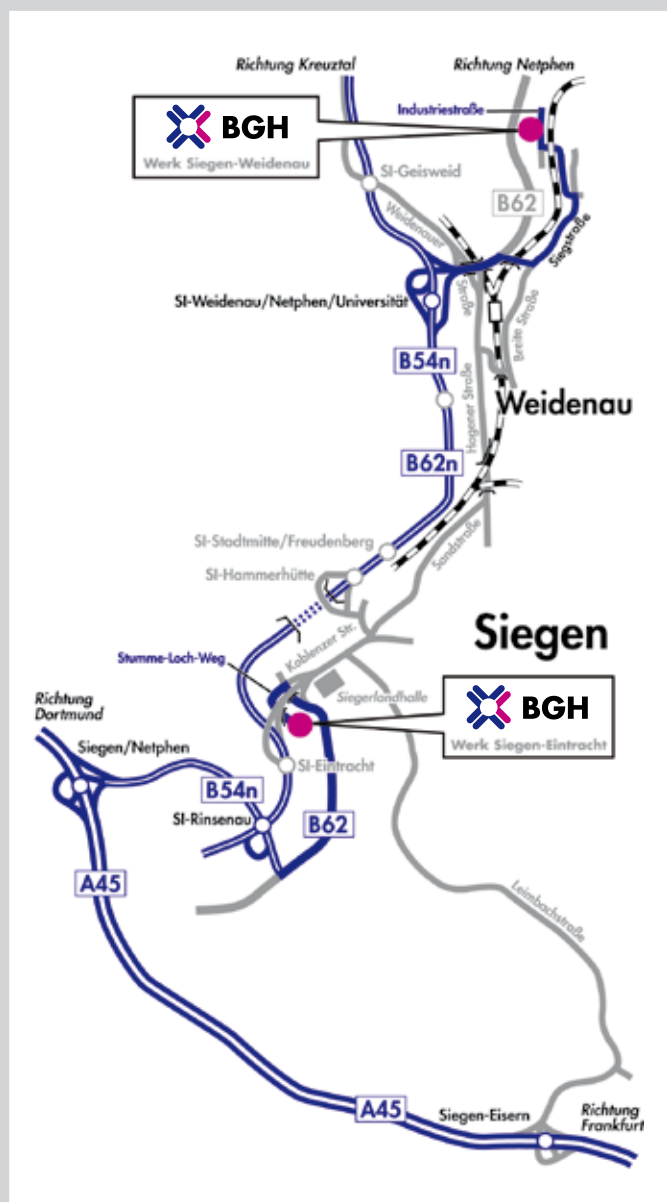 Richtung Kreuztal
Richtung Netphen
Industriestraße
BGH
Werk Siegen-Weidenau
SI-Geisweid
B62
Weidenauer
Straße
Siegstraße
SI-Weidenau/Netphen/Universität
Breite Straße
B54n
Hagener Straße
Weidenau
B62n
Sandstraße
SI-Stadtmitte/Freudenberg
SI-Hammerhütte
Koblenzer Str.
Siegen
Stumme-Loch-Weg
Siegerlandhalle
BGH
Werk Siegen-Eintracht
Richtung
Dortmund
Siegen/Netphen
SI-Eintracht
B54n
SI-Rinsenau
B62
A45
Leimbachstraße
A45
Siegen-Eisern
Richtung
Frankfurt